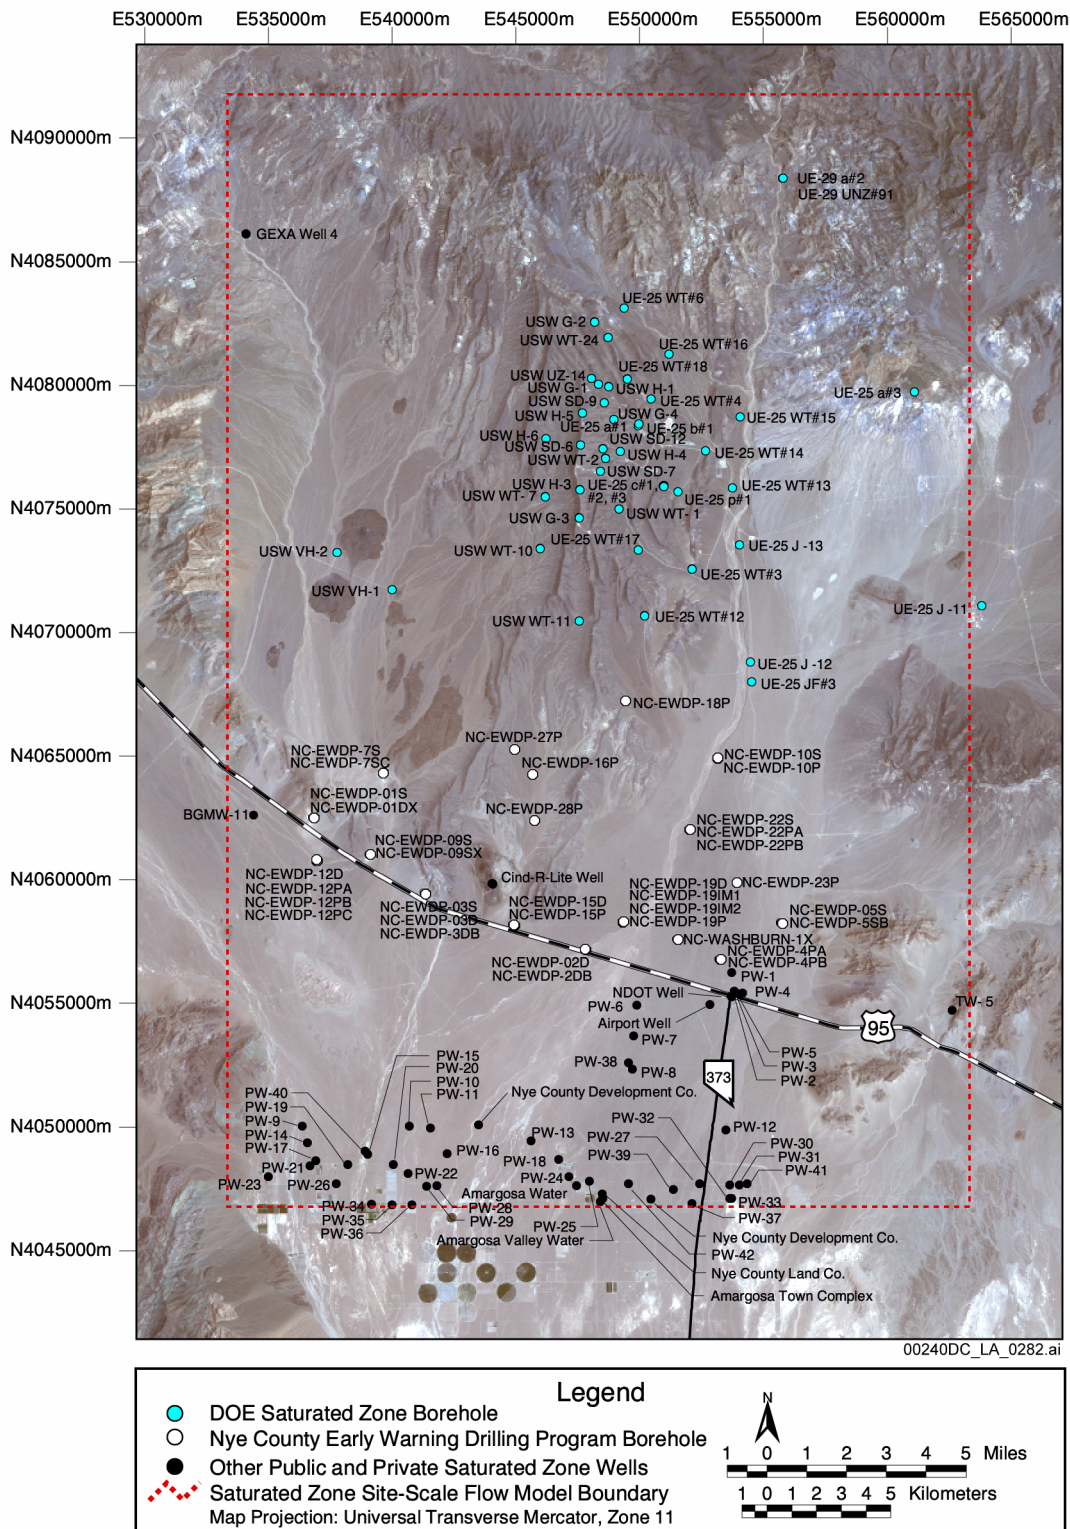 E530000m E535000m E540000m E545000m E550000m E555000m E560000m E565000m
N4090000m
UE-29 a#2
UE-29 UNZ#91
GEXA Well 4
N4085000m
UE-25 WT#6
USW G-2
USW WT-24
UE-25 WT#16
UE-25 WT#18
USW UZ-14
N4080000m
USW G-1
USW H-1
UE-25 a#3
USW SD-9
UE-25 WT#4
USW H-5
USW G-4
UE-25 WT#15
UE-25 a#1
UE-25 b#1
USW H-6
USW SD-12
USW SD-6
UE-25 WT#14
USW H-4
USW WT-2
USW SD-7
USW H-3
UE-25 c#1,
#2, #3
UE-25 WT#13
USW WT- 7
UE-25 p#1
N4075000m
USW WT- 1
USW G-3
UE-25 WT#17
UE-25 J -13
USW VH-2
USW WT-10
UE-25 WT#3
USW VH-1
UE-25 J -11
N4070000m
USW WT-11
UE-25 WT#12
UE-25 J -12
UE-25 JF#3
NC-EWDP-18P
N4065000m
NC-EWDP-27P
NC-EWDP-7S
NC-EWDP-7SC
NC-EWDP-16P
NC-EWDP-10S
NC-EWDP-10P
NC-EWDP-01S
NC-EWDP-01DX
NC-EWDP-28P
BGMW-11
NC-EWDP-22S
NC-EWDP-22PA
NC-EWDP-22PB
NC-EWDP-09S
NC-EWDP-09SX
N4060000m
NC-EWDP-12D
NC-EWDP-12PA
NC-EWDP-12PB
NC-EWDP-12PC
Cind-R-Lite Well
NC-EWDP-19D
NC-EWDP-19IM1
NC-EWDP-19IM2
NC-EWDP-19P
NC-EWDP-23P
NC-EWDP-03S
NC-EWDP-03D
NC-EWDP-3DB
NC-EWDP-15D
NC-EWDP-15P
NC-EWDP-05S
NC-EWDP-5SB
NC-WASHBURN-1X
NC-EWDP-4PA
NC-EWDP-4PB
NC-EWDP-02D
NC-EWDP-2DB
PW-1
NDOT Well
PW-4
N4055000m
PW-6
TW- 5
Airport Well
95
PW-7
PW-5
PW-3
PW-2
PW-38
PW-8
373
PW-15
PW-20
PW-10
PW-11
PW-40
PW-19
PW-9
PW-14
PW-17
Nye County Development Co.
N4050000m
PW-32
PW-12
PW-13
PW-27
PW-30
PW-16
PW-18
PW-39
PW-31
PW-41
PW-21
PW-22
PW-23
PW-26
PW-24
Amargosa Water
PW-34
PW-28
PW-33
PW-35
PW-29
PW-37
PW-36
PW-25
Amargosa Valley Water
Nye County Development Co.
N4045000m
PW-42
Nye County Land Co.
Amargosa Town Complex
00240DC_LA_0282.ai
Legend
DOE Saturated Zone Borehole
Nye County Early Warning Drilling Program Borehole
Other Public and Private Saturated Zone Wells
Saturated Zone Site-Scale Flow Model Boundary
Map Projection: Universal Transverse Mercator, Zone 11
N
1 0 1 2 3 4 5 Miles
1 0 1 2 3 4 5 Kilometers